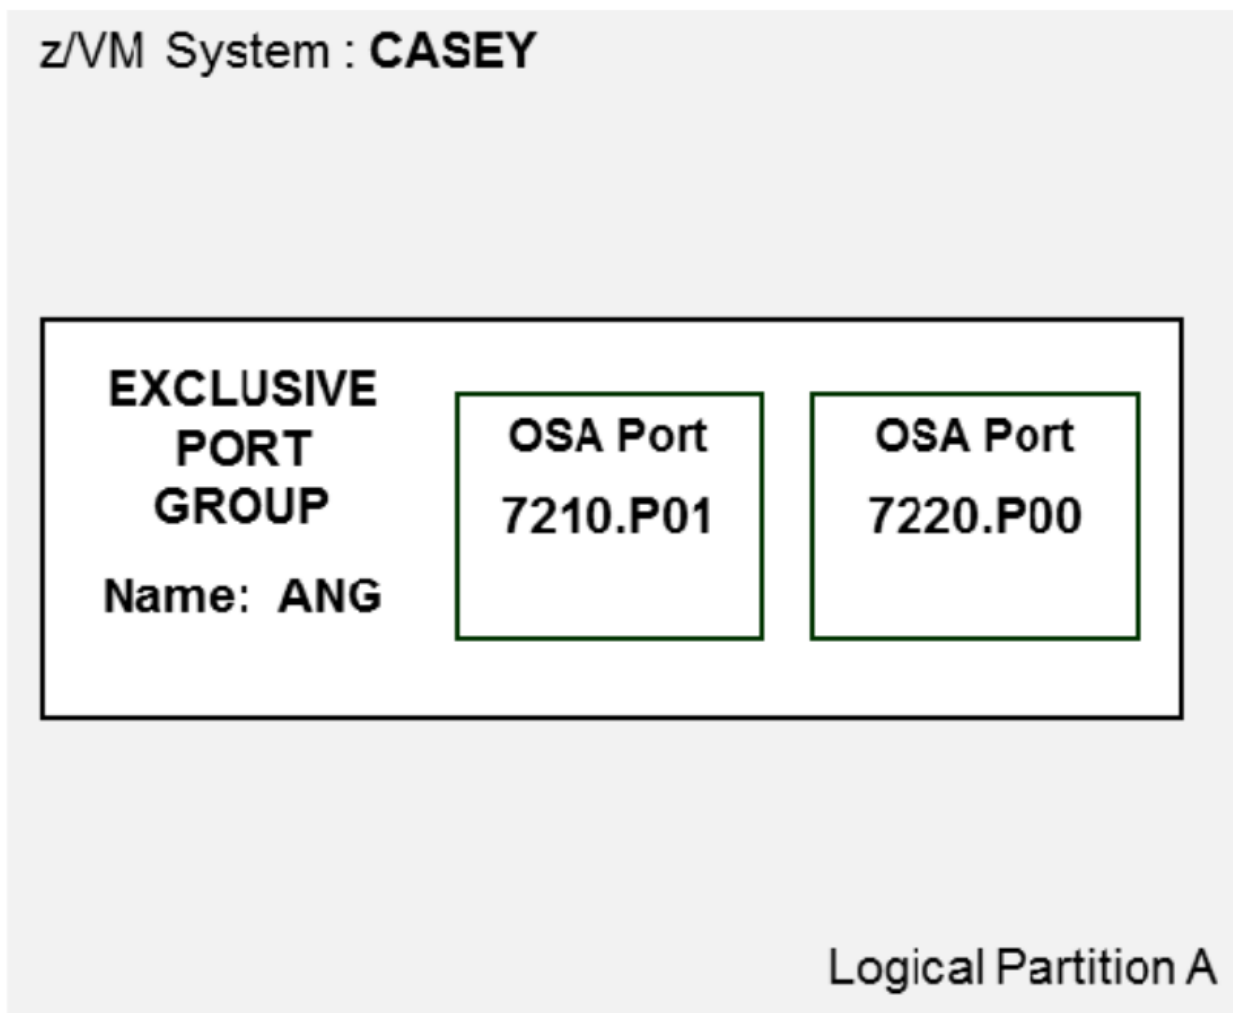 z/VM System : CASEY
EXCLUSIVE
PORT
GROUP
Name: ANG
OSA Port
7210.P01
OSA Port
7220.P00
Logical Partition A